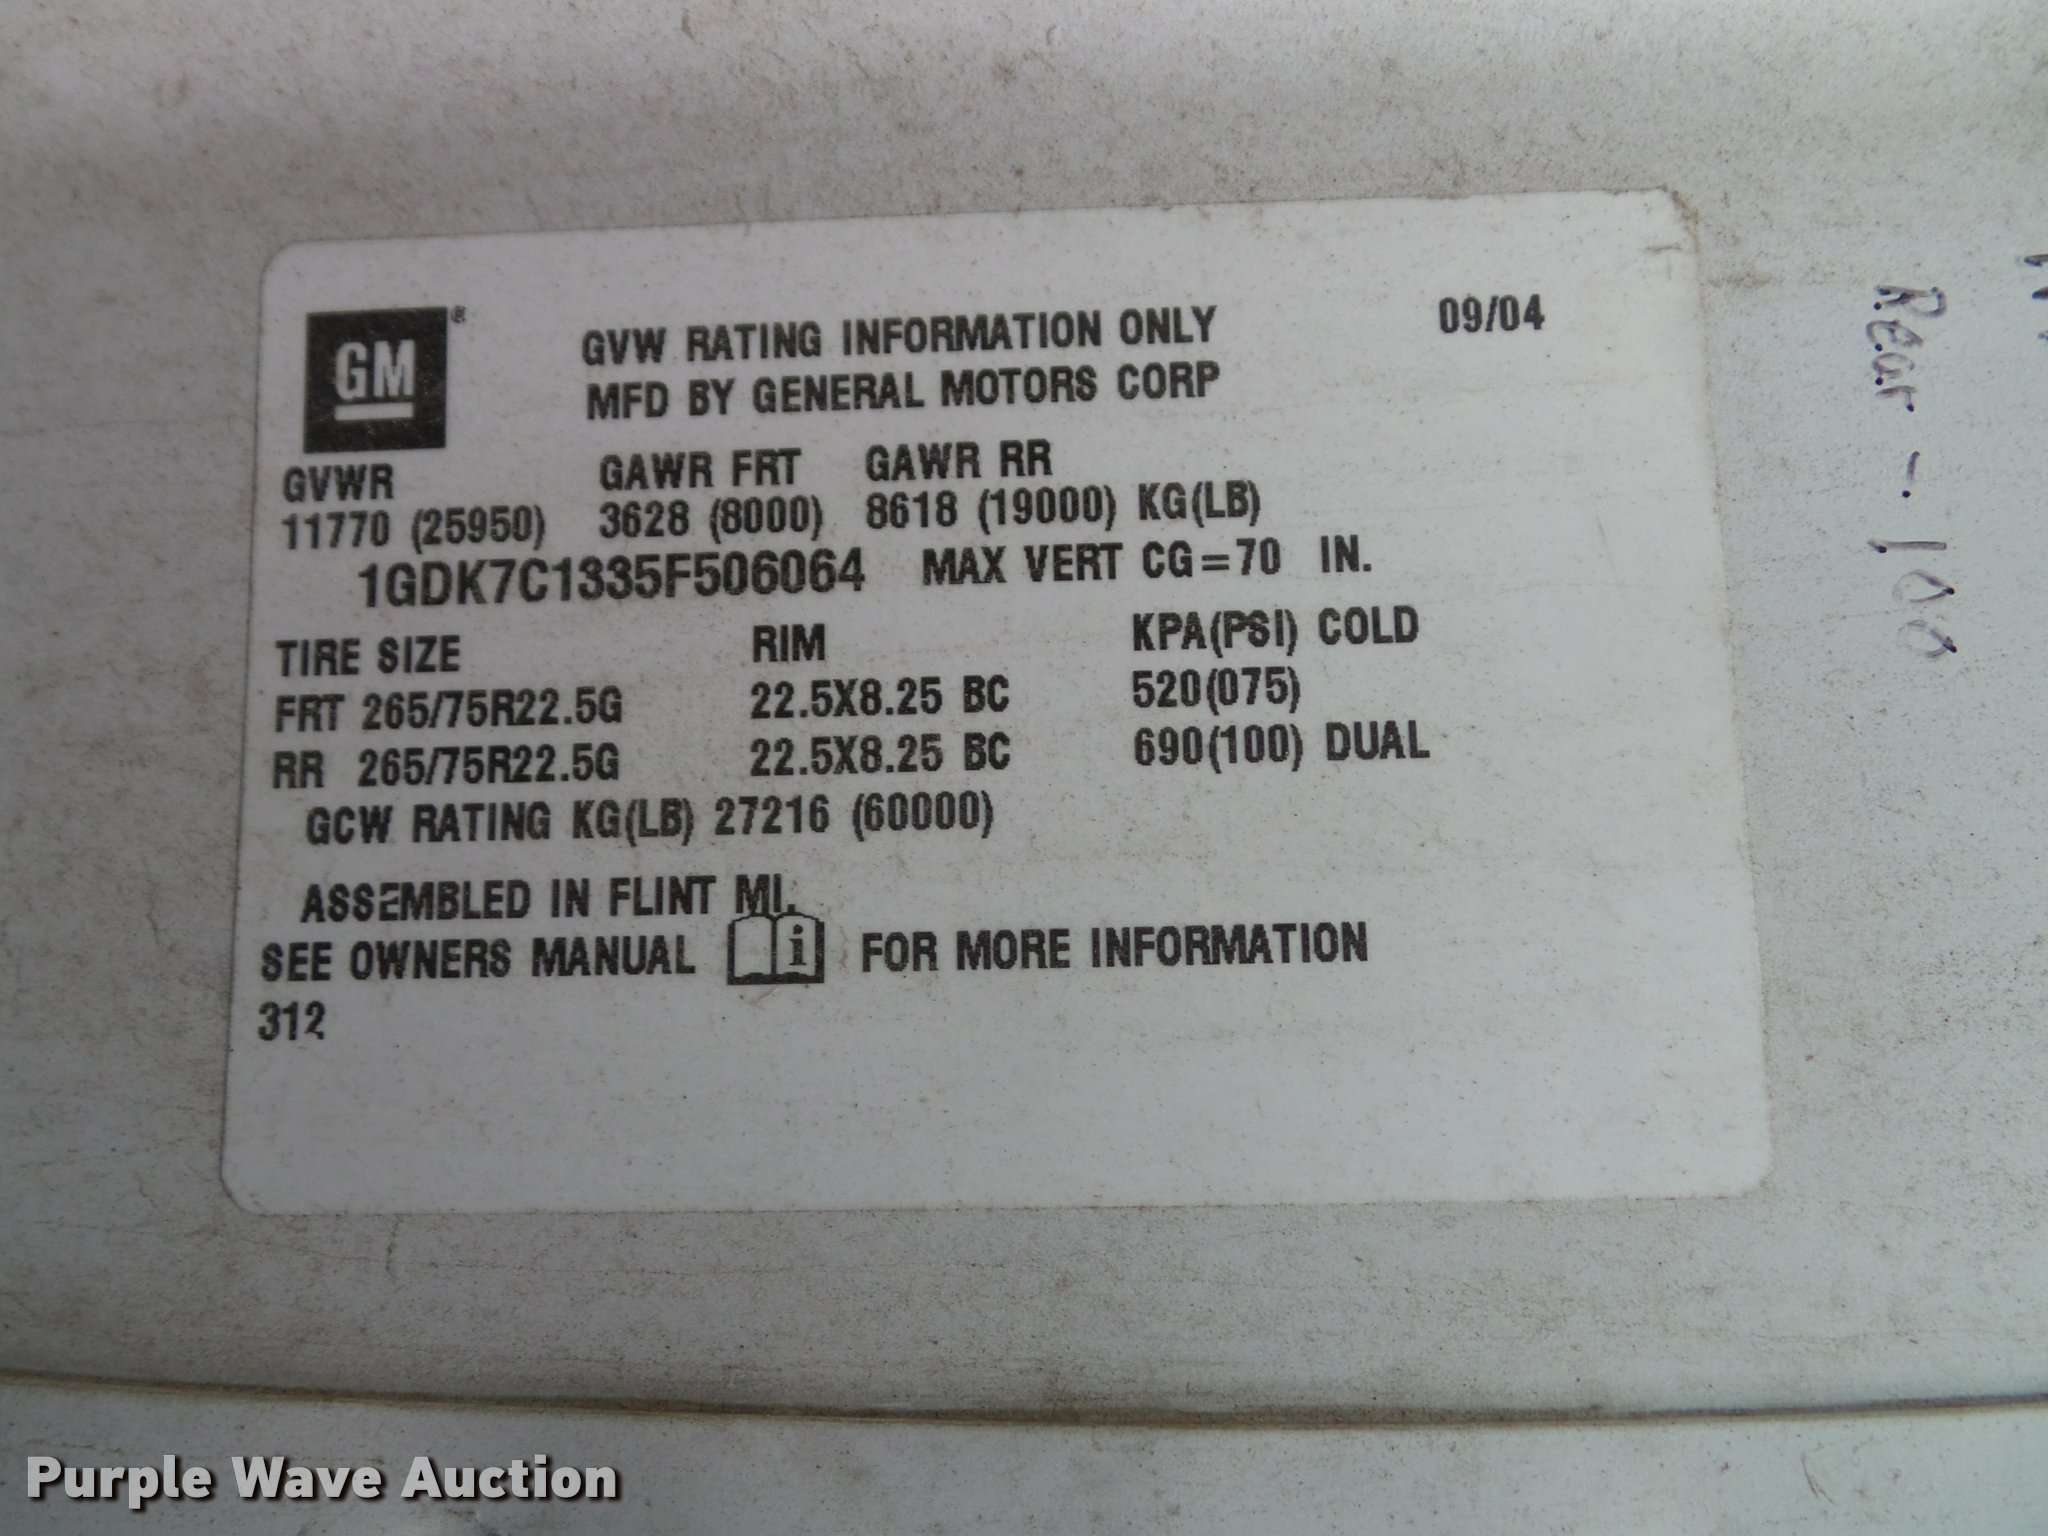 GM
®
GVW RATING INFORMATION ONLY
09/04
MFD BY GENERAL MOTORS CORP
GVWR GAWR FRT GAWR RR
11770 (25950) 3628 (8000) 8618 (19000) KG(LB)
1GDK7C1335F506064 MAX VERT CG=70 IN.
TIRE SIZE RIM KPA(PSI) COLD
FRT 265/75R22.5G 22.5X8.25 BC 520(075)
RR 265/75R22.5G 22.5X8.25 BC 690(100) DUAL
GCW RATING KG(LB) 27216 (60000)
ASSEMBLED IN FLINT MI.
SEE OWNERS MANUAL i FOR MORE INFORMATION
312
Rear - 100
Purple Wave Auction